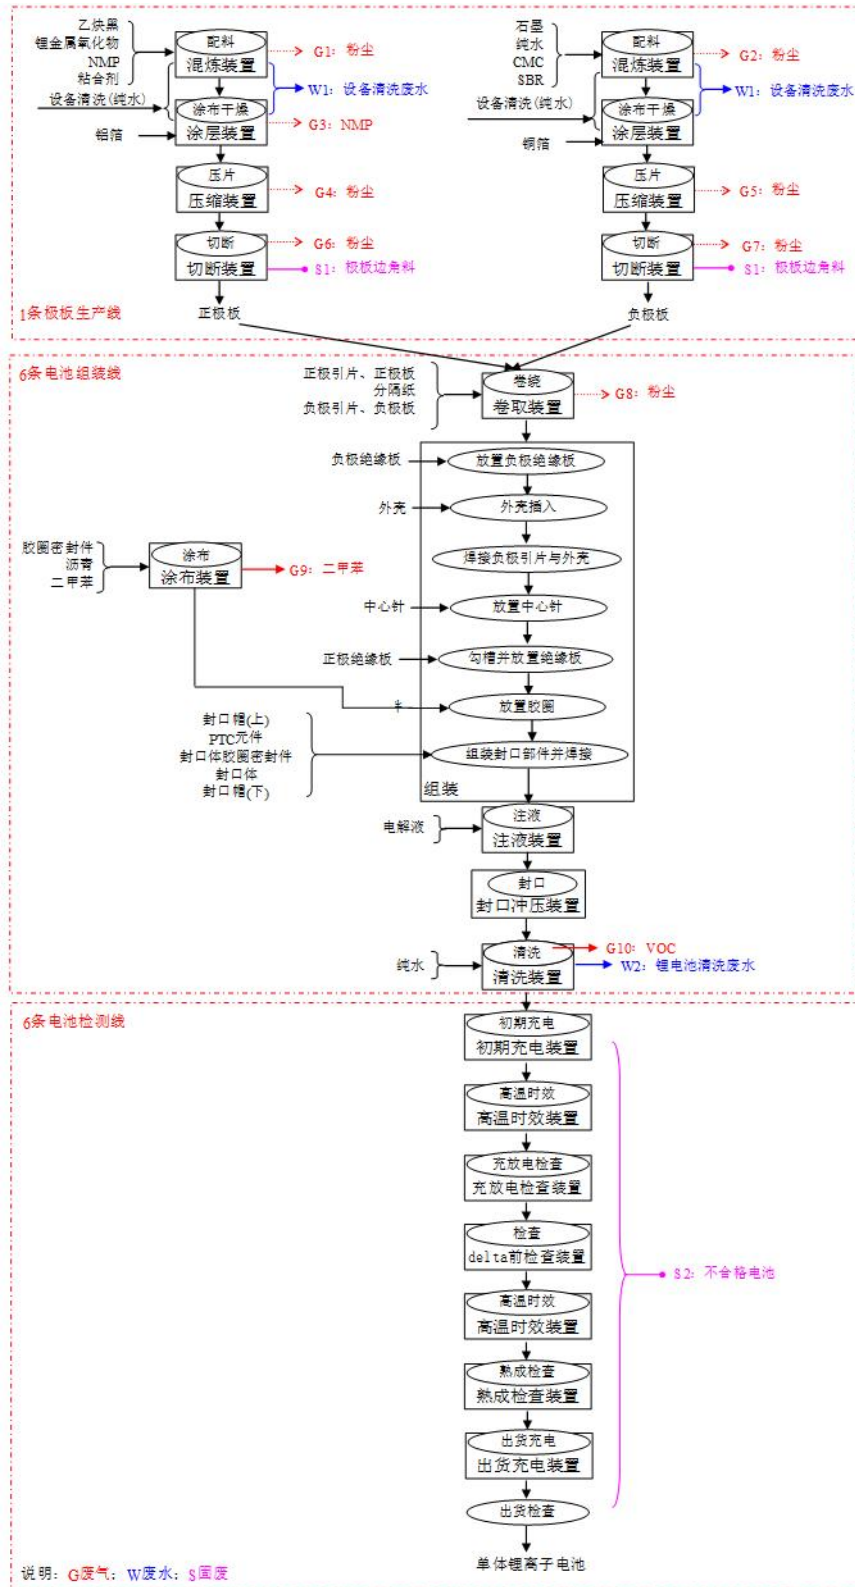 乙炔黑
锂金属氧化物
NMP
粘合剂
设备清洗(纯水)
铝箔
配料
混炼装置
G1: 粉尘
W1: 设备清洗废水
涂布干燥
涂层装置
G3: NMP
压片
压缩装置
G4: 粉尘
切断
切断装置
G6: 粉尘
S1: 极板边角料
正极板
1条极板生产线
石墨
纯水
CMC
SBR
设备清洗(纯水)
铜箔
配料
混炼装置
G2: 粉尘
W1: 设备清洗废水
涂布干燥
涂层装置
压片
压缩装置
G5: 粉尘
切断
切断装置
G7: 粉尘
S1: 极板边角料
负极板
6条电池组装线
正极引片、正极板
分隔纸
负极引片、负极板
卷绕
卷取装置
G8: 粉尘
负极绝缘板
放置负极绝缘板
外壳
外壳插入
焊接负极引片与外壳
胶圈密封件
沥青
二甲苯
涂布
涂布装置
G9: 二甲苯
中心针
放置中心针
正极绝缘板
勾槽并放置绝缘板
放置胶圈
封口帽(上)
PTC元件
封口体胶圈密封件
封口体
封口帽(下)
组装封口部件并焊接
组装
电解液
注液
注液装置
封口
封口冲压装置
纯水
清洗
清洗装置
G10: VOC
W2: 锂电池清洗废水
6条电池检测线
初期充电
初期充电装置
高温时效
高温时效装置
充放电检查
充放电检查装置
检查
delta前检查装置
S2: 不合格电池
高温时效
高温时效装置
熟成检查
熟成检查装置
出货充电
出货充电装置
出货检查
单体锂离子电池
说明: G废气; W废水; S固废